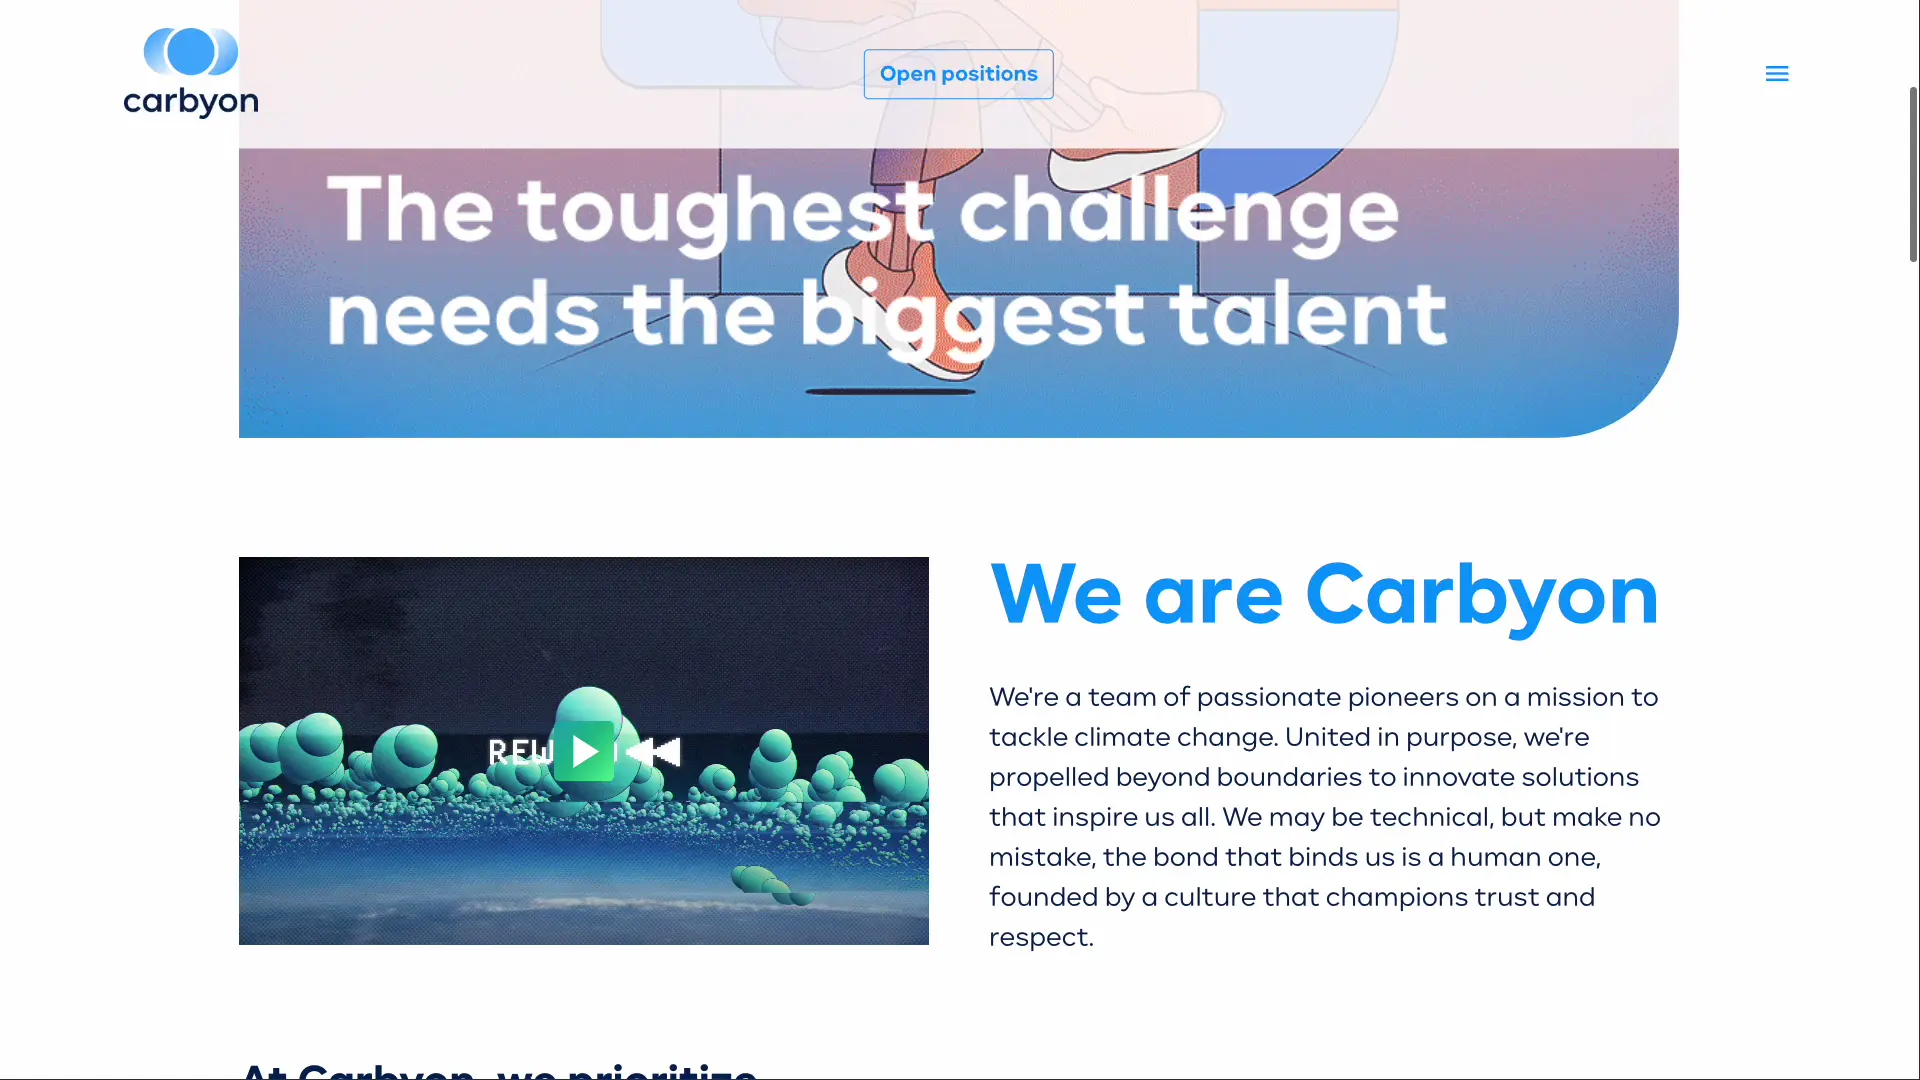 carbyon
Open positions
The toughest challenge
needs the biggest talent
We are Carbyon
We're a team of passionate pioneers on a mission to
tackle climate change. United in purpose, we're
propelled beyond boundaries to innovate solutions
that inspire us all. We may be technical, but make no
mistake, the bond that binds us is a human one,
founded by a culture that champions trust and
respect.
At Carbyon, we prioritize